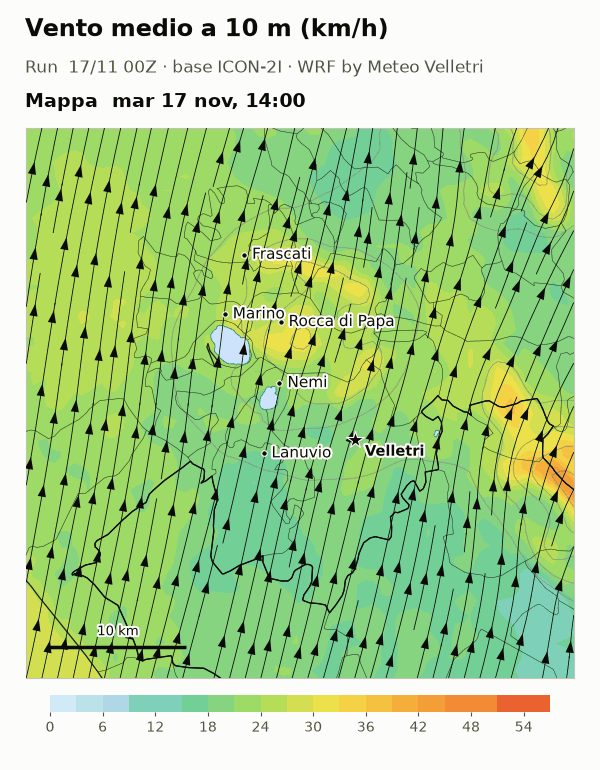 Vento medio a 10 m (km/h)
Run 17/11 00Z · base ICON-2I · WRF by Meteo Velletri
Mappa mar 17 nov, 14:00
Frascati
Marino
Rocca di Papa
Nemi
Velletri
Lanuvio
10 km
0 6 12 18 24 30 36 42 48 54